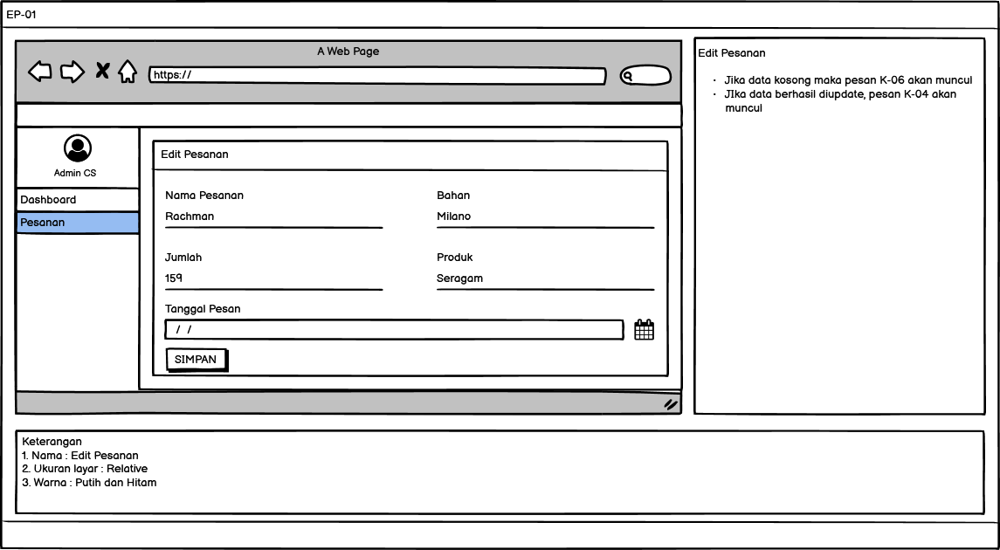 EP-01
A Web Page
https://
Admin CS
Dashboard
Pesanan
Edit Pesanan
Nama Pesanan
Rachman
Bahan
Milano
Jumlah
159
Produk
Seragam
Tanggal Pesan
/ /
SIMPAN
Edit Pesanan
· Jika data kosong maka pesan K-06 akan muncul
· JIka data berhasil diupdate, pesan K-04 akan
muncul
Keterangan
1. Nama : Edit Pesanan
2. Ukuran layar : Relative
3. Warna : Putih dan Hitam